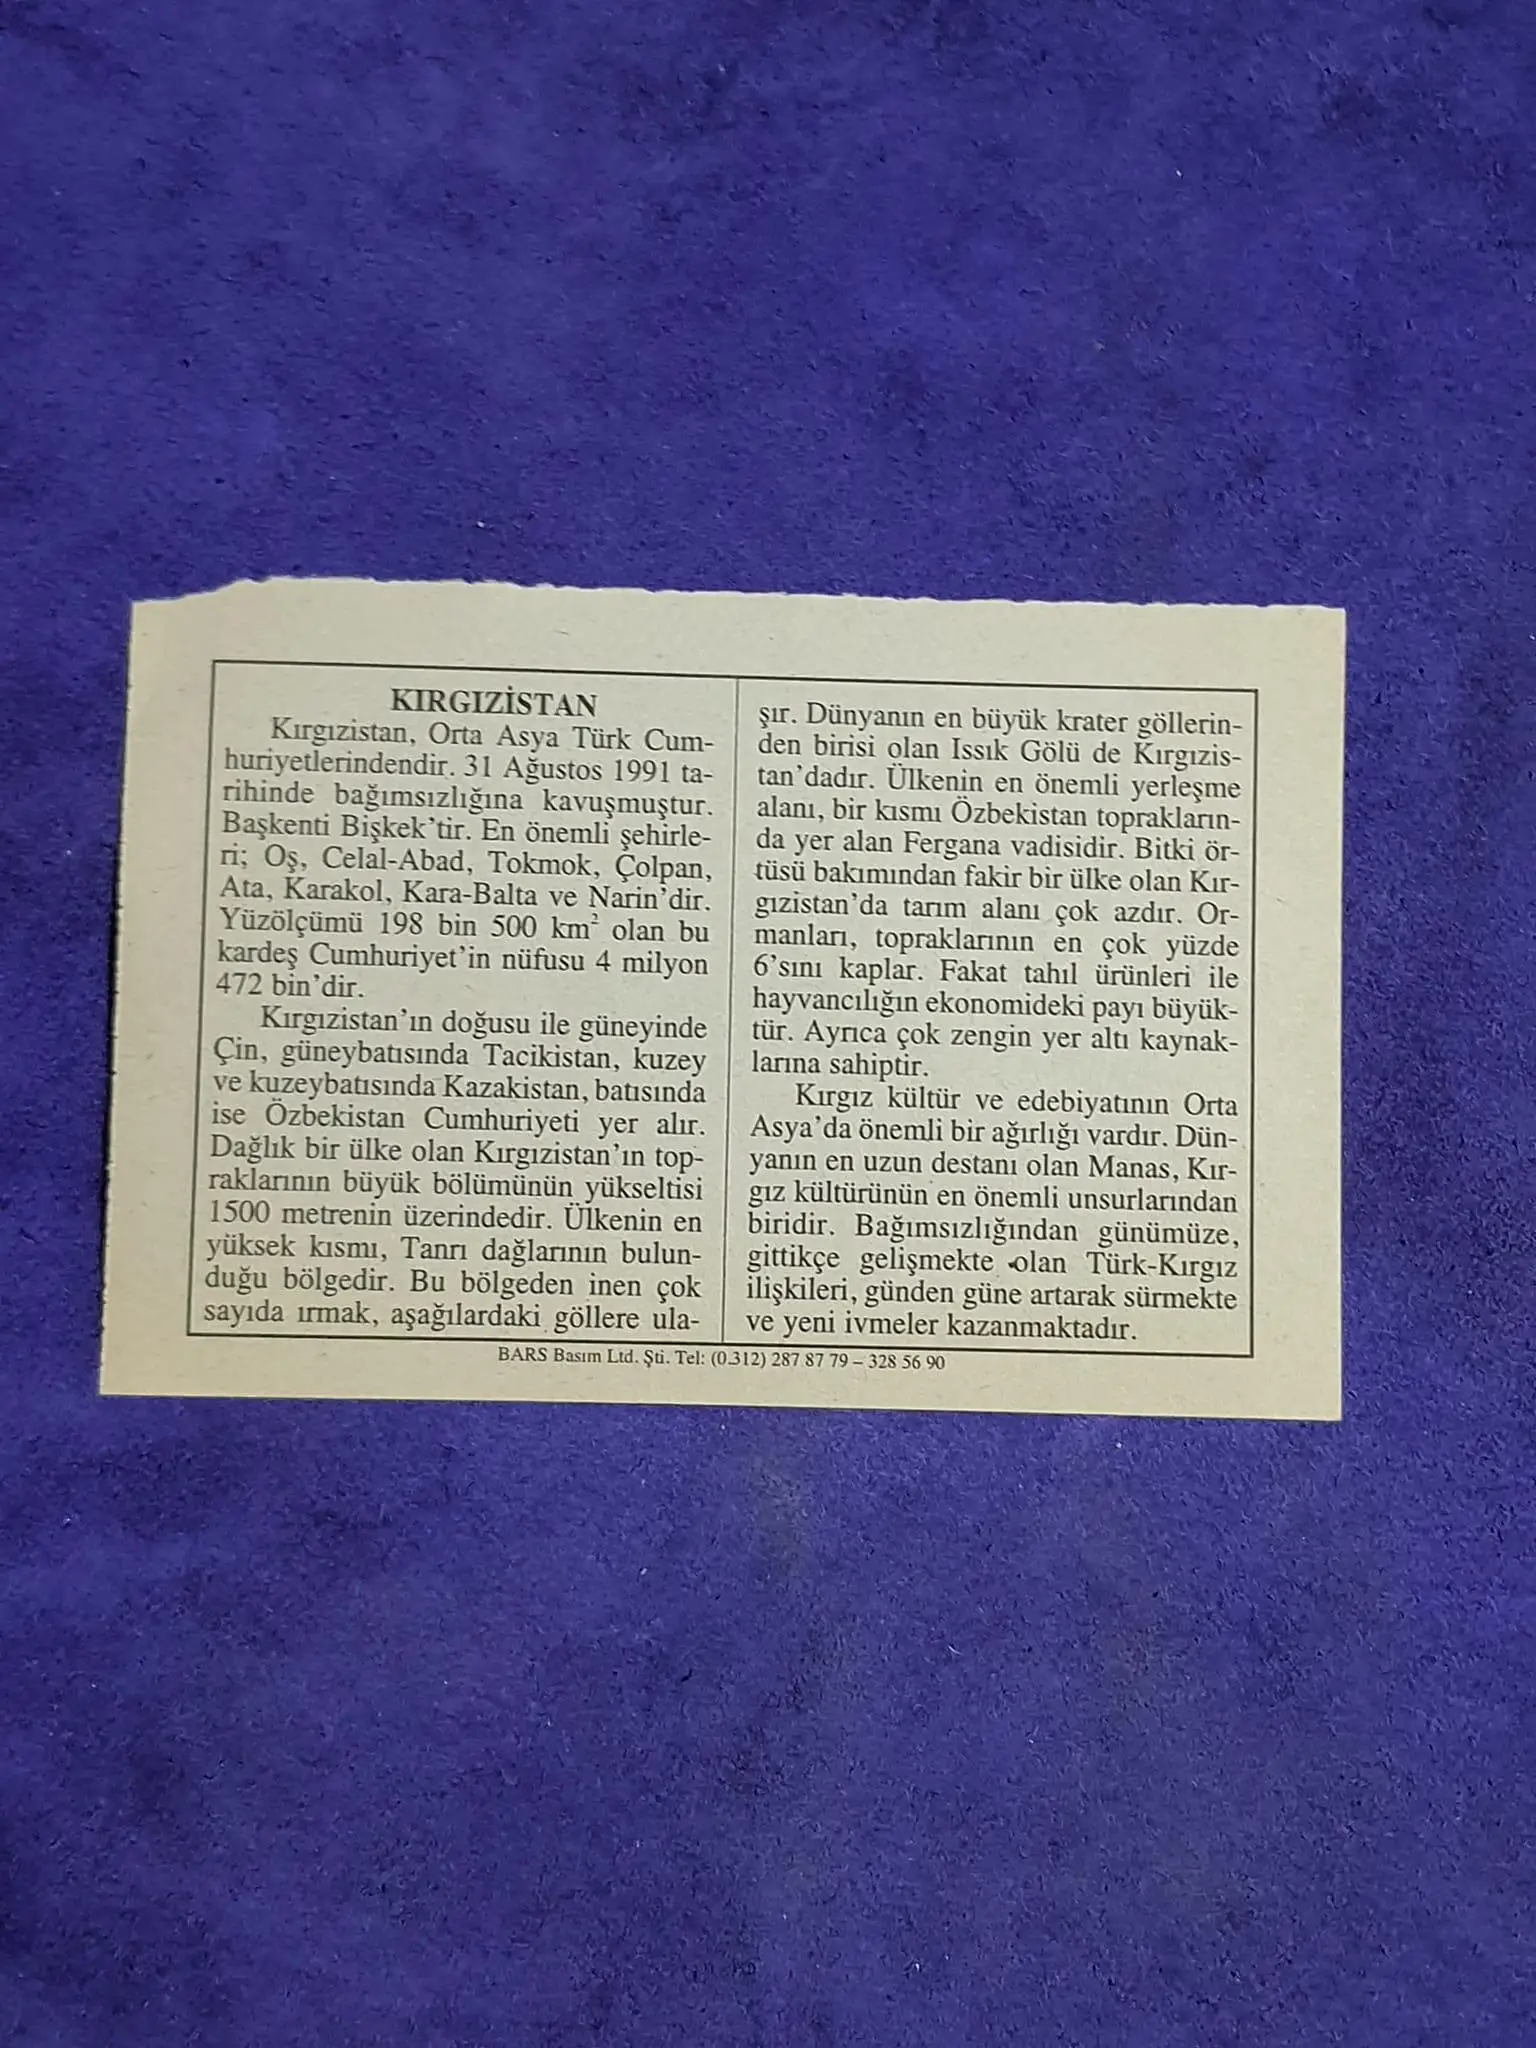 KIRGIZİSTAN
Kırgızistan, Orta Asya Türk Cum-
huriyetlerindendir. 31 Ağustos 1991 ta-
rihinde bağımsızlığına kavuşmuştur.
Başkenti Bişkek'tir. En önemli şehirle-
ri; Oş, Celal-Abad, Tokmok, Çolpan,
Ata, Karakol, Kara-Balta ve Narin'dir.
Yüzölçümü 198 bin 500 km² olan bu
kardeş Cumhuriyet'in nüfusu 4 milyon
472 bin'dir.
Kırgızistan'ın doğusu ile güneyinde
Çin, güneybatısında Tacikistan, kuzey
ve kuzeybatısında Kazakistan, batısında
ise Özbekistan Cumhuriyeti yer alır.
Dağlık bir ülke olan Kırgızistan'ın top-
raklarının büyük bölümünün yükseltisi
1500 metrenin üzerindedir. Ülkenin en
yüksek kısmı, Tanrı dağlarının bulun-
duğu bölgedir. Bu bölgeden inen çok
sayıda ırmak, aşağılardaki göllere ula-
şır. Dünyanın en büyük krater göllerin-
den birisi olan Issık Gölü de Kırgızis-
tan'dadır. Ülkenin en önemli yerleşme
alanı, bir kısmı Özbekistan toprakların-
da yer alan Fergana vadisidir. Bitki ör-
tüsü bakımından fakir bir ülke olan Kır-
gızistan'da tarım alanı çok azdır. Or-
manları, topraklarının en çok yüzde
6'sını kaplar. Fakat tahıl ürünleri ile
hayvancılığın ekonomideki payı büyük-
tür. Ayrıca çok zengin yer altı kaynak-
larına sahiptir.
Kırgız kültür ve edebiyatının Orta
Asya'da önemli bir ağırlığı vardır. Dün-
yanın en uzun destanı olan Manas, Kır-
gız kültürünün en önemli unsurlarından
biridir. Bağımsızlığından günümüze,
gittikçe gelişmekte olan Türk-Kırgız
ilişkileri, günden güne artarak sürmekte
ve yeni ivmeler kazanmaktadır.
BARS Basım Ltd. Şti. Tel: (0.312) 287 87 79 – 328 56 90